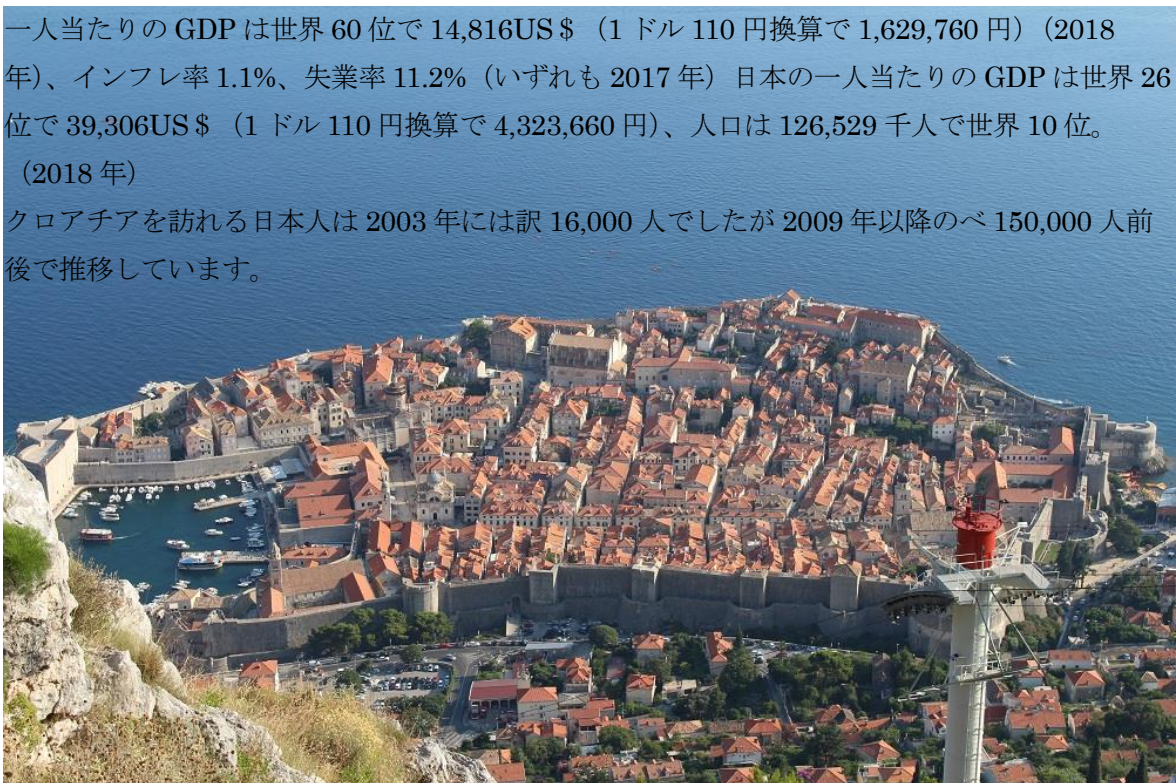 一人当たりの GDP は世界 60 位で 14,816US＄（1 ドル 110 円換算で 1,629,760 円）（2018
年）、インフレ率 1.1%、失業率 11.2%（いずれも 2017 年）日本の一人当たりの GDP は世界 26
位で 39,306US＄（1 ドル 110 円換算で 4,323,660 円）、人口は 126,529 千人で世界 10 位。
（2018 年）
クロアチアを訪れる日本人は 2003 年には訳 16,000 人でしたが 2009 年以降のべ 150,000 人前
後で推移しています。